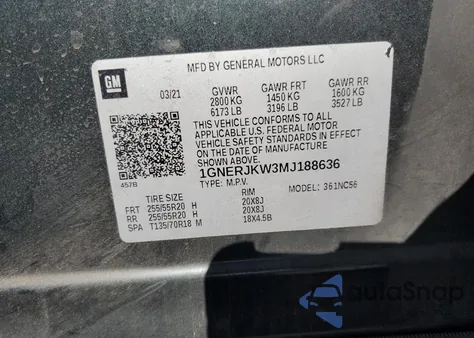 MFD BY GENERAL MOTORS LLC
GM
03/21 GVWR GAWR FRT GAWR RR
2800 KG 1450 KG 1600 KG
6173 LB 3196 LB 3527 LB
THIS VEHICLE CONFORMS TO ALL
APPLICABLE U.S. FEDERAL MOTOR
VEHICLE SAFETY STANDARDS IN EFFECT
ON THE DATE OF MANUFACTURE
SHOWN ABOVE.
1GNERJKW3MJ188636
457B TYPE: M.P.V. MODEL: 361NC56
TIRE SIZE RIM
FRT 255/55R20 H 20X8J
RR 255/55R20 H 20X8J
SPA T135/70R18 M 18X4.5B
autoSnap